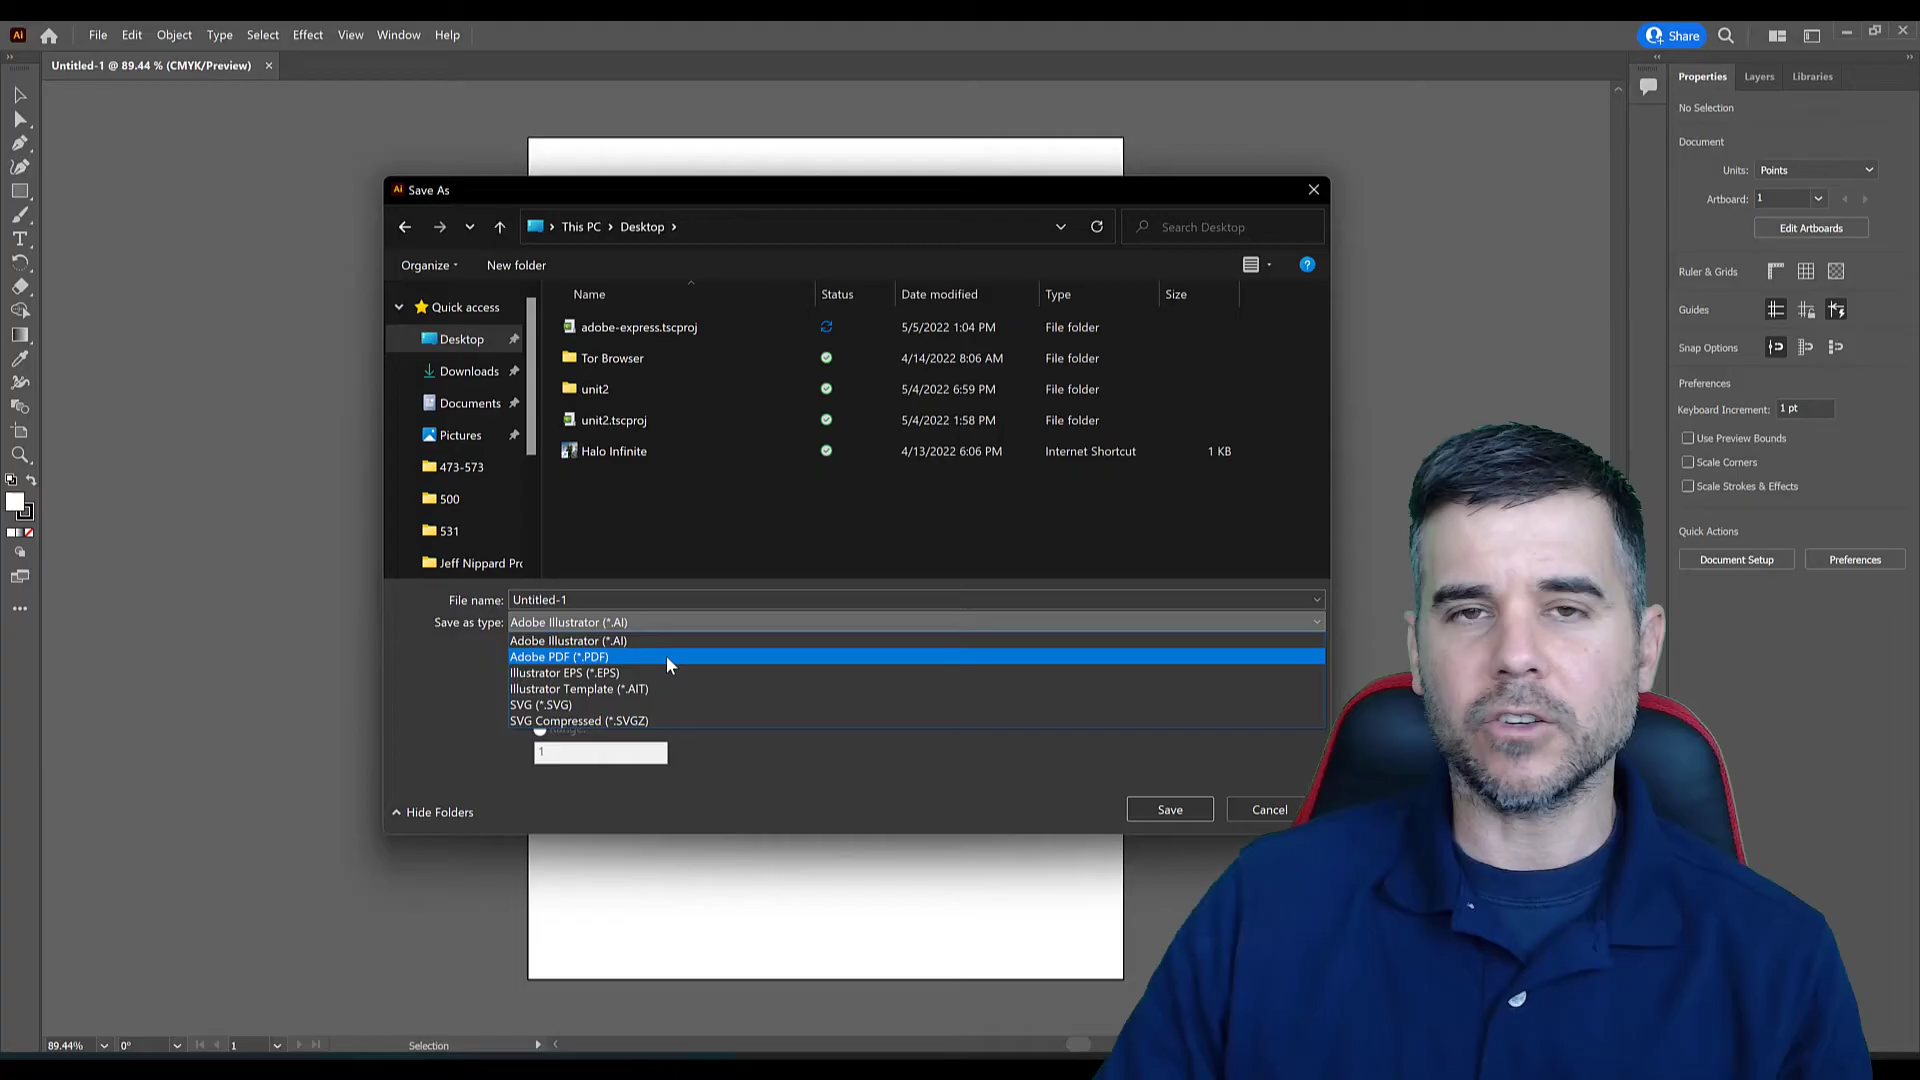 Ai File Edit Object Type Select Effect View Window Help Share
Untitled-1 @ 89.44 % (CMYK/Preview) ×
Properties Layers Libraries
No Selection
Document
Units: Points
Artboard: 1
Edit Artboards
Ruler & Grids
Guides
Snap Options
Preferences
Keyboard Increment: 1 pt
Use Preview Bounds
Scale Corners
Scale Strokes & Effects
Quick Actions
Document Setup Preferences
Ai Save As
This PC > Desktop >
Search Desktop
Organize New folder
Name Status Date modified Type Size
Quick access
Desktop
Downloads
Documents
Pictures
473-573
500
531
Jeff Nippard Pr
adobe-express.tscproj 5/5/2022 1:04 PM File folder
Tor Browser 4/14/2022 8:06 AM File folder
unit2 5/4/2022 6:59 PM File folder
unit2.tscproj 5/4/2022 1:58 PM File folder
Halo Infinite 4/13/2022 6:06 PM Internet Shortcut 1 KB
File name: Untitled-1
Save as type: Adobe Illustrator (*.AI)
Adobe Illustrator (*.AI)
Adobe PDF (*.PDF)
Illustrator EPS (*.EPS)
Illustrator Template (*.AIT)
SVG (*.SVG)
SVG Compressed (*.SVGZ)
Range:
1
Hide Folders
Save Cancel
89.44% 0° 1 Selection